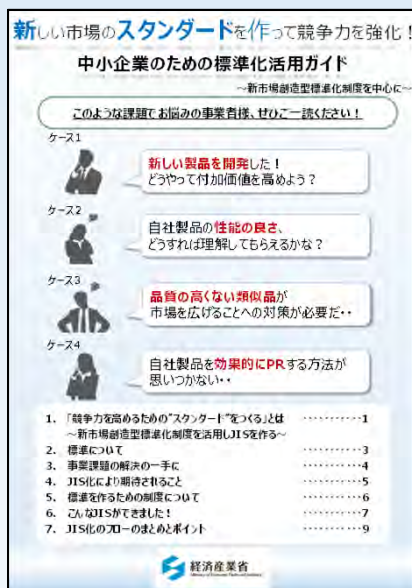 新しい市場のスタンダードを作って競争力を強化！
中小企業のための標準化活用ガイド
～新市場創造型標準化制度を中心に～
このような課題でお悩みの事業者様、ぜひご一読ください！
ケース1
新しい製品を開発した！
どうやって付加価値を高めよう？
ケース2
自社製品の性能の良さ、
どうすれば理解してもらえるかな？
ケース3
品質の高くない類似品が
市場を広げることへの対策が必要だ・・
ケース4
自社製品を効果的にPRする方法が
思いつかない・・
1. 「競争力を高めるための"スタンダード"をつくる」とは ･･･････････1
～新市場創造型標準化制度を活用しJISを作る～
2. 標準について ･･･････････3
3. 事業課題の解決の一手に ･･･････････4
4. JIS化により期待されること ･･･････････5
5. 標準を作るための制度について ･･･････････6
6. こんなJISができました！ ･･･････････7
7. JIS化のフローのまとめとポイント ･･･････････9
経済産業省
Ministry of Economy, Trade and Industry